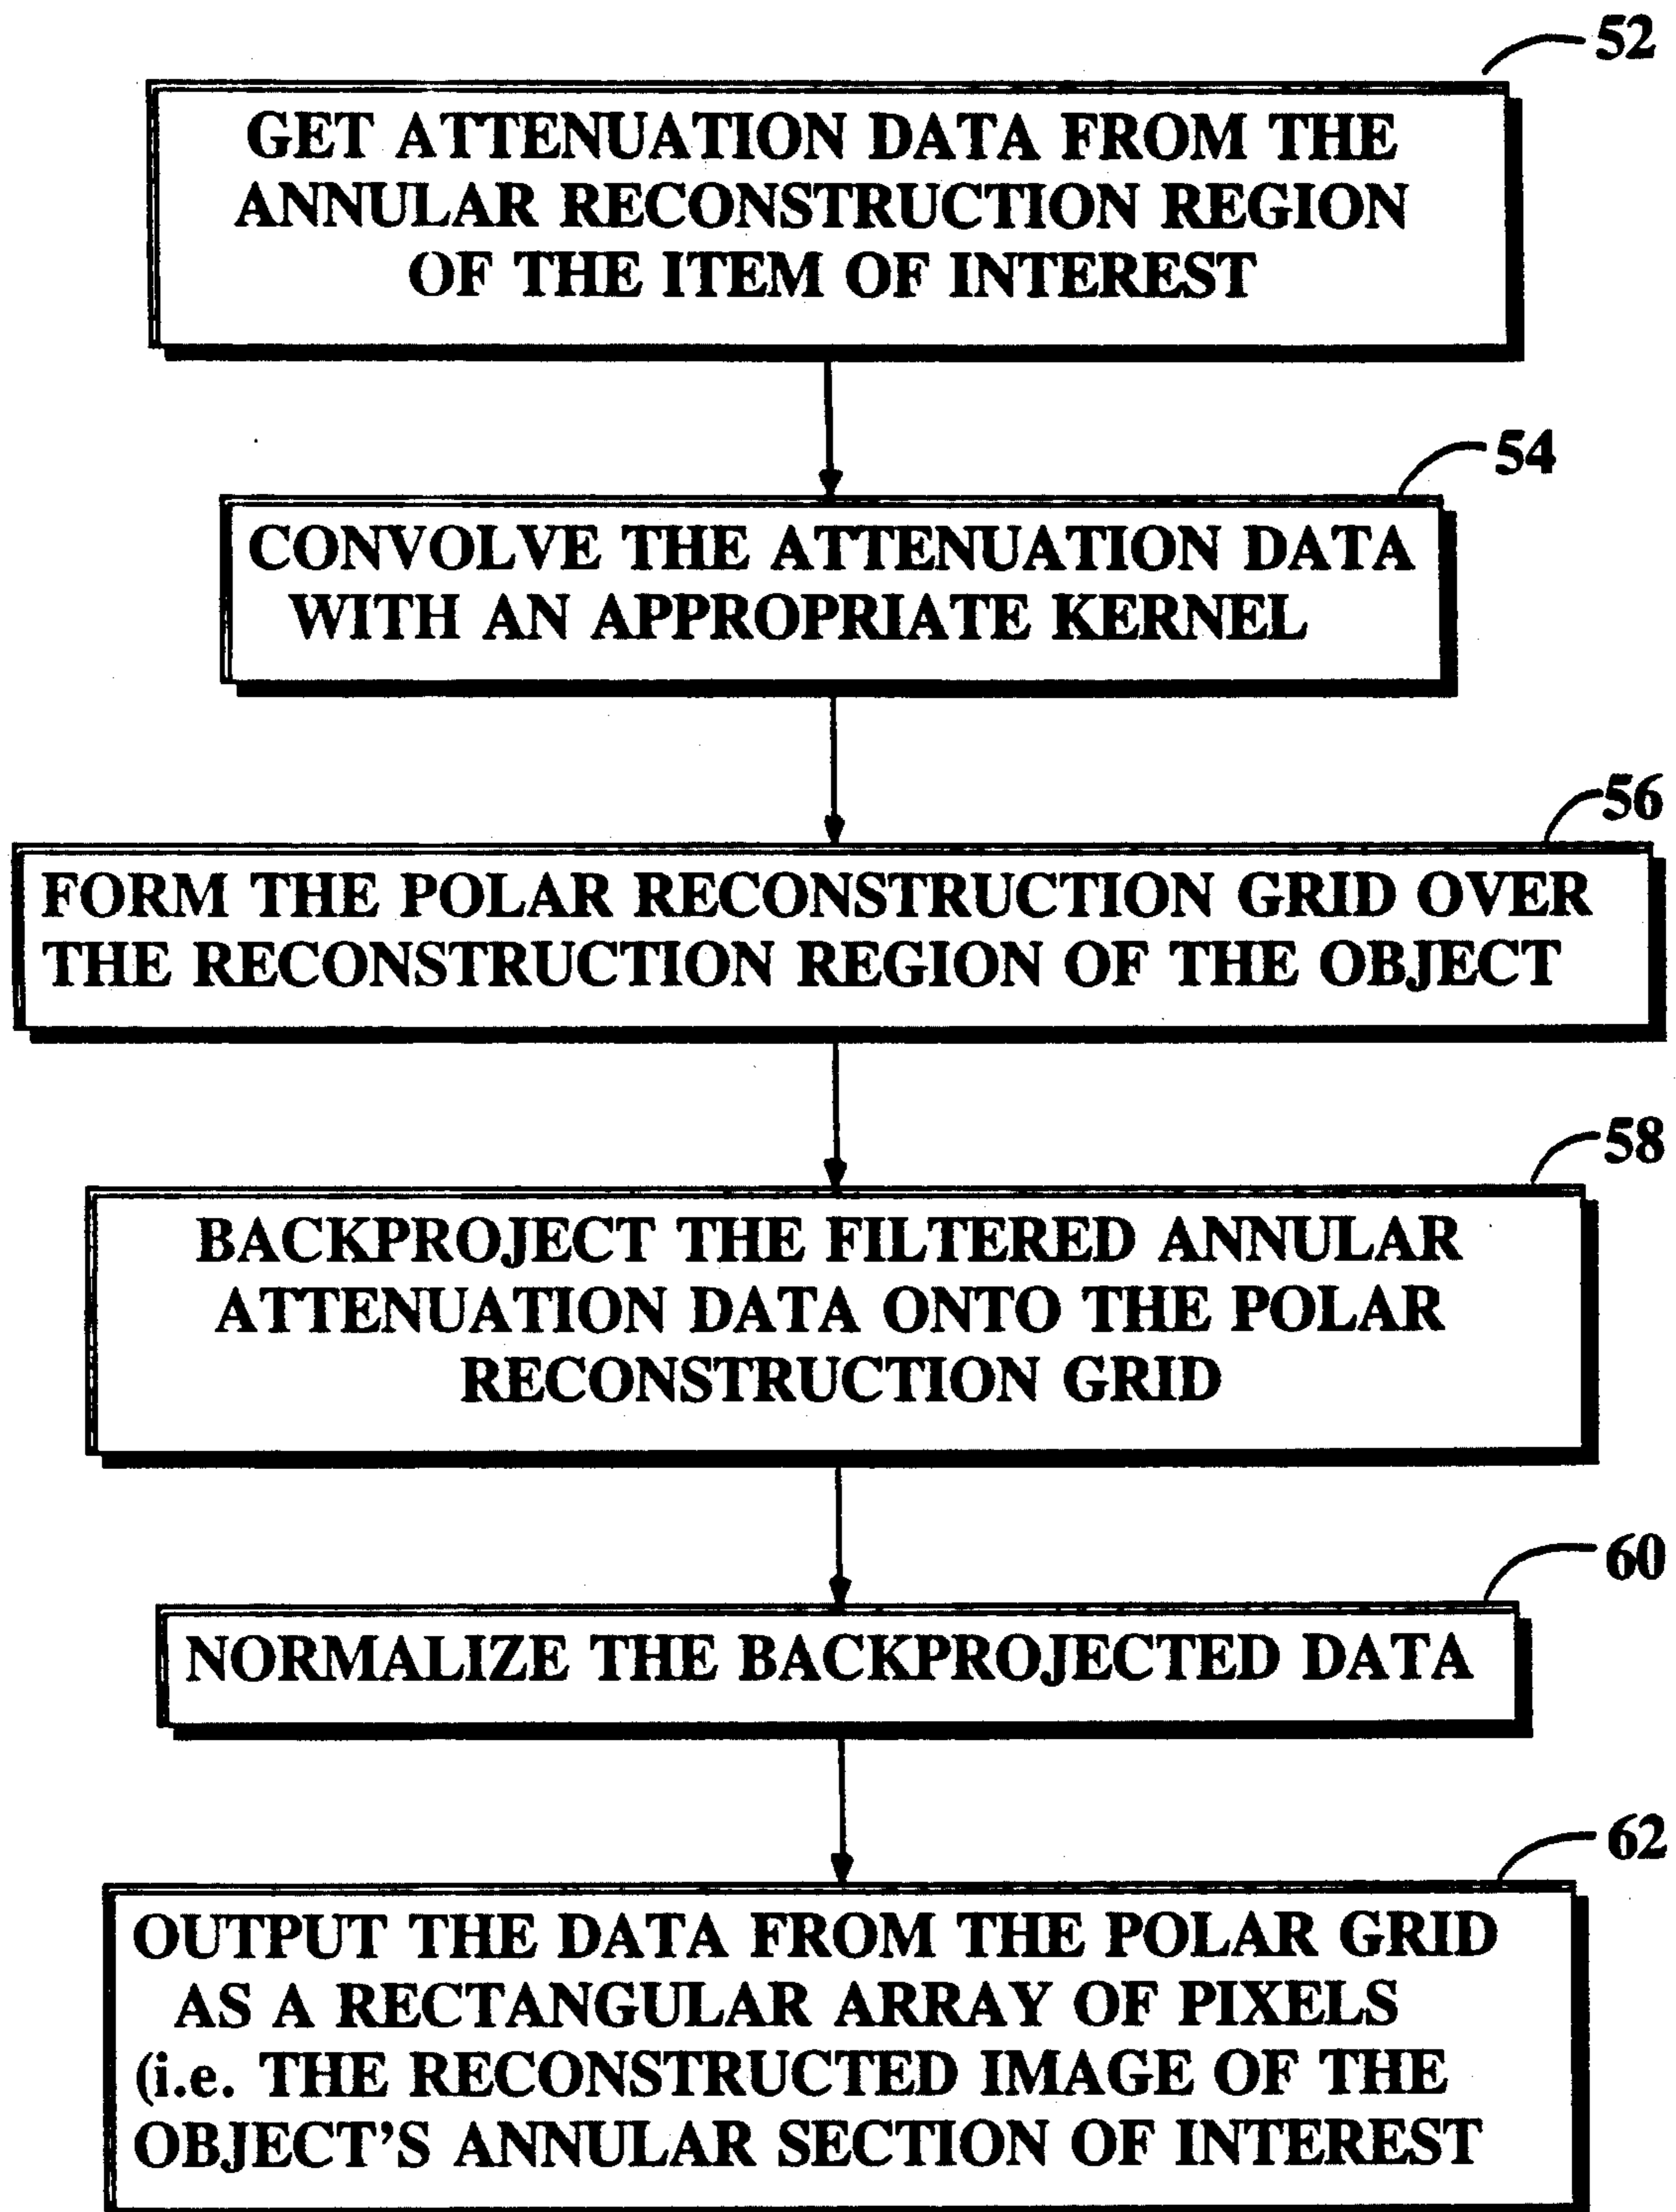 52
GET ATTENUATION DATA FROM THE
ANNULAR RECONSTRUCTION REGION
OF THE ITEM OF INTEREST
54
CONVOLVE THE ATTENUATION DATA
WITH AN APPROPRIATE KERNEL
56
FORM THE POLAR RECONSTRUCTION GRID OVER
THE RECONSTRUCTION REGION OF THE OBJECT
58
BACKPROJECT THE FILTERED ANNULAR
ATTENUATION DATA ONTO THE POLAR
RECONSTRUCTION GRID
60
NORMALIZE THE BACKPROJECTED DATA
62
OUTPUT THE DATA FROM THE POLAR GRID
AS A RECTANGULAR ARRAY OF PIXELS
(i.e. THE RECONSTRUCTED IMAGE OF THE
OBJECT'S ANNULAR SECTION OF INTEREST